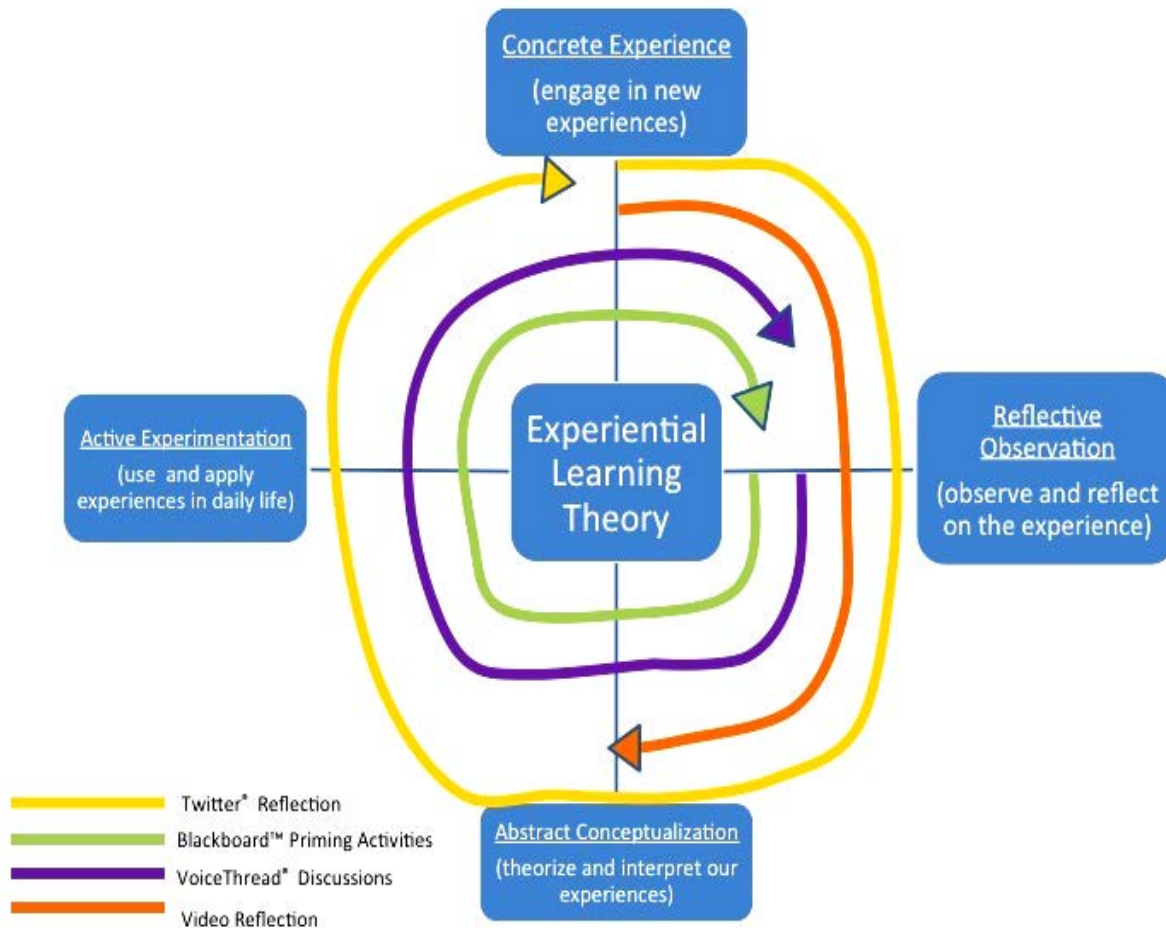 Concrete Experience
(engage in new
experiences)
Active Experimentation
(use and apply
experiences in daily life)
Experiential
Learning
Theory
Reflective
Observation
(observe and reflect
on the experience)
Abstract Conceptualization
(theorize and interpret our
experiences)
Twitter® Reflection
Blackboard™ Priming Activities
VoiceThread® Discussions
Video Reflection